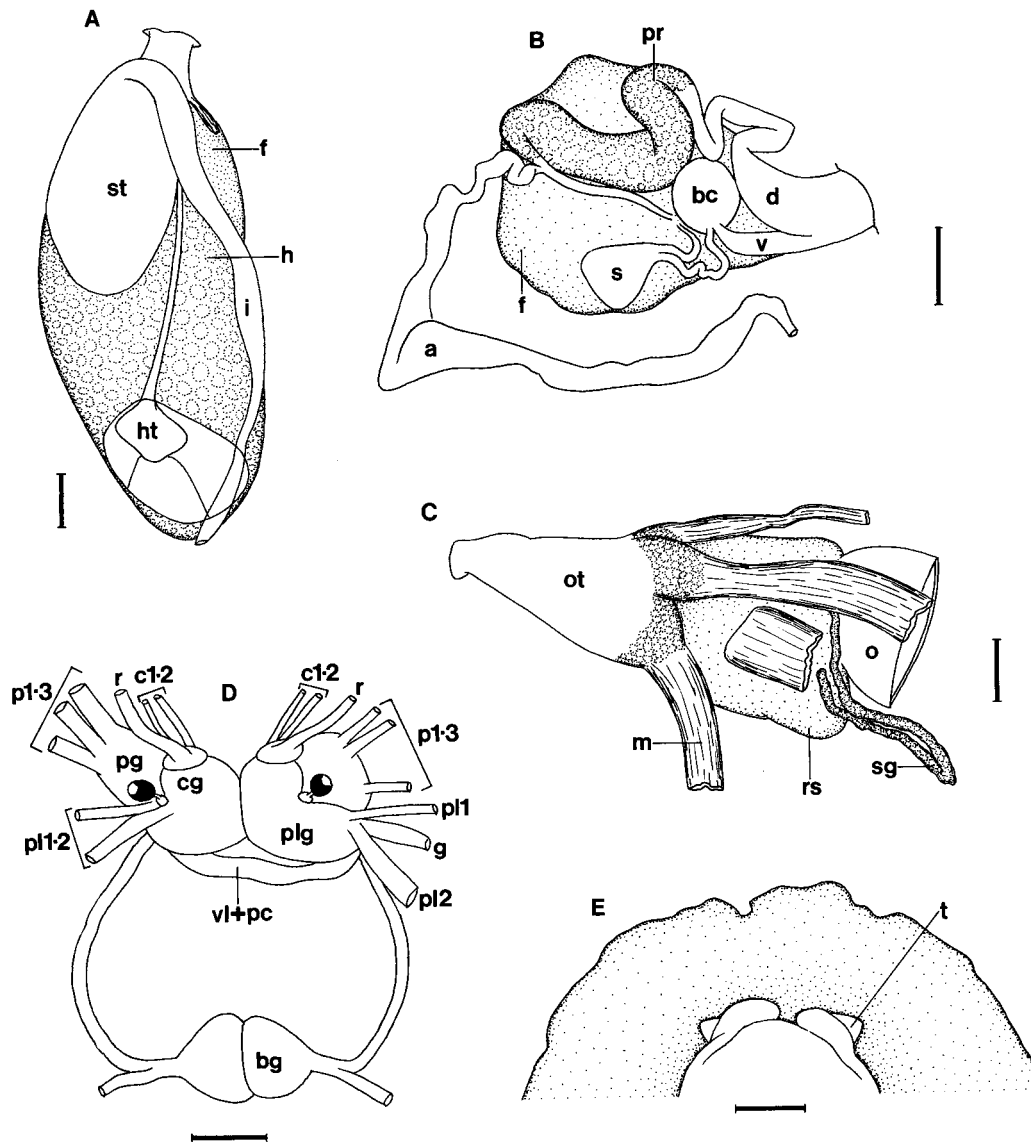 A
f
st
h
i
ht
B
pr
bc
d
v
s
f
a
C
ot
o
m
rs
sg
D
p1·3
r
c1·2
c1·2
r
p1·3
pg
cg
pl1
plg
pl1·2
g
pl2
vl+pc
bg
E
t